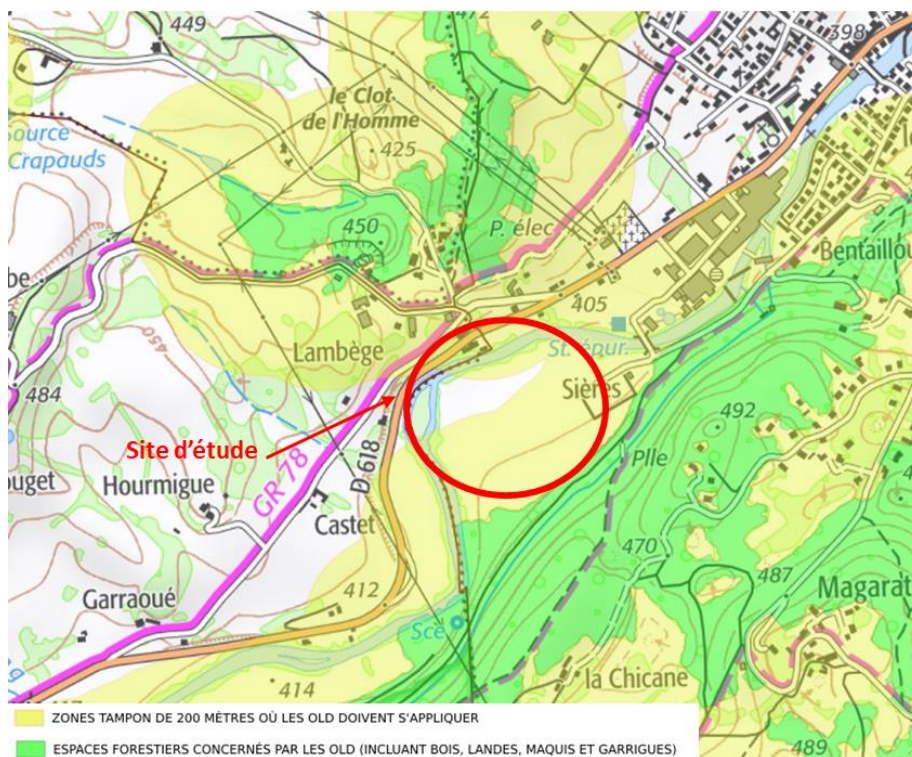 449
472
398
le Clot
de l'Homme
Source
Crapauds
425
450
P. élec
Bentaillou
405
Lambège
St. épur.
Sières
484
492
Site d'étude
Plle
D 618
GR 78
Hourmigue
ouget
Castet
470
487
412
Garraoué
Magarat
Sce
la Chicane
414
489
ZONES TAMPON DE 200 MÈTRES OÙ LES OLD DOIVENT S'APPLIQUER
ESPACES FORESTIERS CONCERNÉS PAR LES OLD (INCLUANT BOIS, LANDES, MAQUIS ET GARRIGUES)